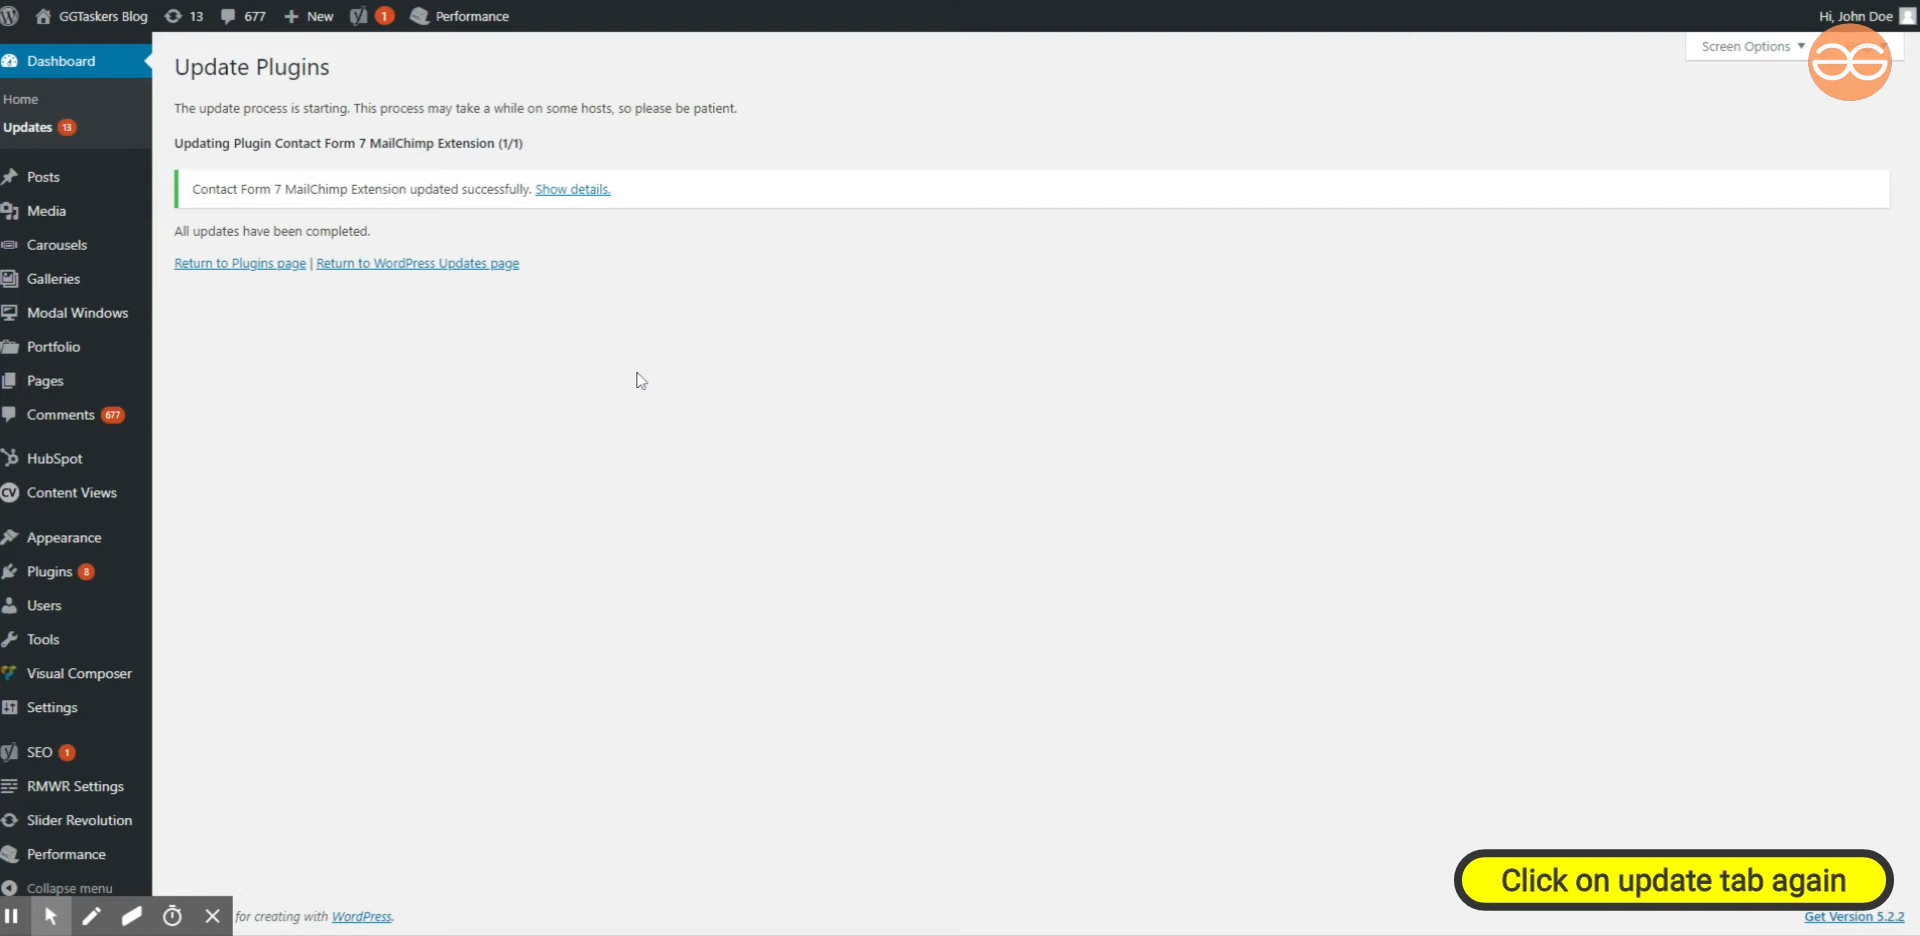 GGTaskers Blog 13 677 New 1 Performance Hi, John Doe
Screen Options
Dashboard
Home
Updates 13
Posts
Media
Carousels
Galleries
Modal Windows
Portfolio
Pages
Comments 677
HubSpot
Content Views
Appearance
Plugins 8
Users
Tools
Visual Composer
Settings
SEO 1
RMWR Settings
Slider Revolution
Performance
Collapse menu
Update Plugins
The update process is starting. This process may take a while on some hosts, so please be patient.
Updating Plugin Contact Form 7 MailChimp Extension (1/1)
Contact Form 7 MailChimp Extension updated successfully. Show details.
All updates have been completed.
Return to Plugins page | Return to WordPress Updates page
Click on update tab again
for creating with WordPress.
Get Version 5.2.2